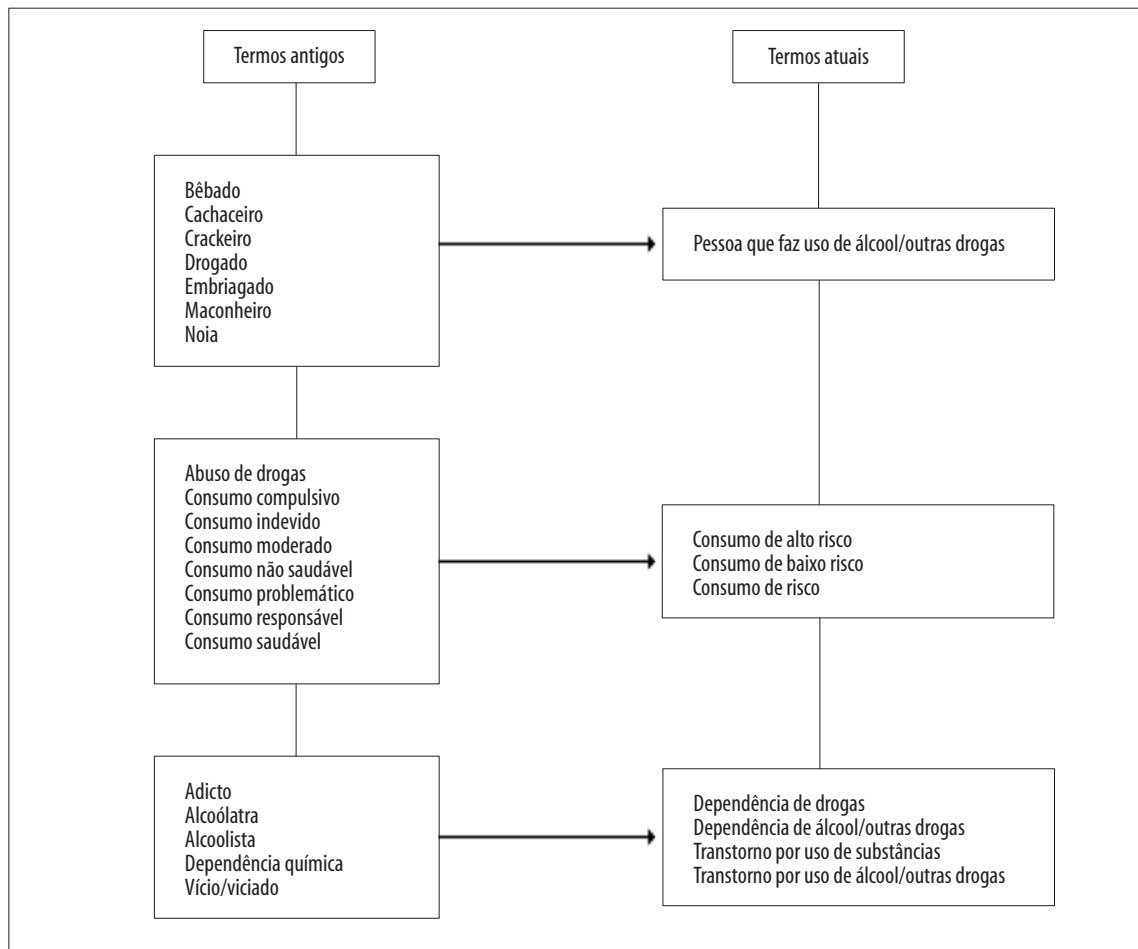 Termos antigos
Termos atuais
Bêbado
Cachaceiro
Crackeiro
Drogado
Embriagado
Maconheiro
Noia
Pessoa que faz uso de álcool/outras drogas
Abuso de drogas
Consumo compulsivo
Consumo indevido
Consumo moderado
Consumo não saudável
Consumo problemático
Consumo responsável
Consumo saudável
Consumo de alto risco
Consumo de baixo risco
Consumo de risco
Adicto
Alcoólatra
Alcoolista
Dependência química
Vício/viciado
Dependência de drogas
Dependência de álcool/outras drogas
Transtorno por uso de substâncias
Transtorno por uso de álcool/outras drogas